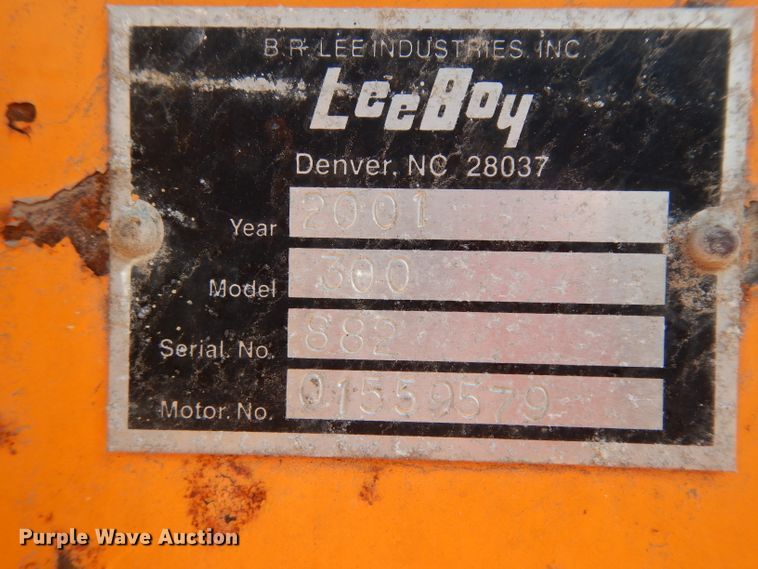 B.R. LEE INDUSTRIES, INC.
LeeBoy
Denver, NC 28037
Year 2001
Model 300
Serial. No. 882
Motor. No. 01559579
Purple Wave Auction